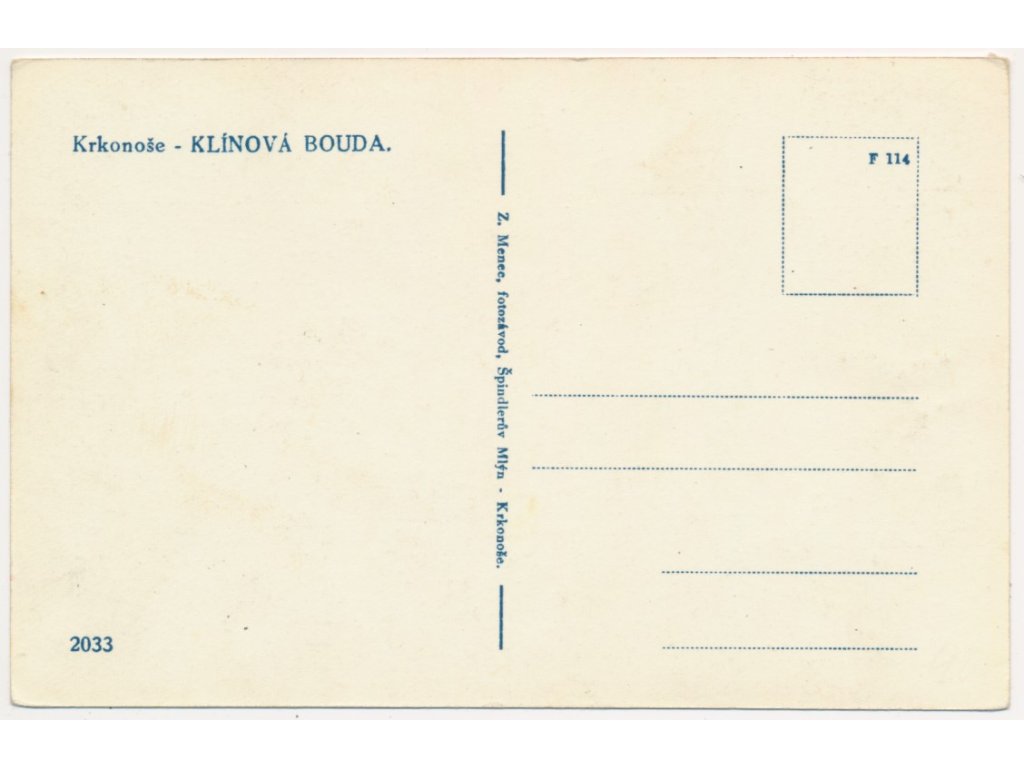 Krkonoše - KLÍNOVÁ BOUDA.
F 114
Z. Menec, fotozávod, Špindlerův Mlýn - Krkonoše.
2033